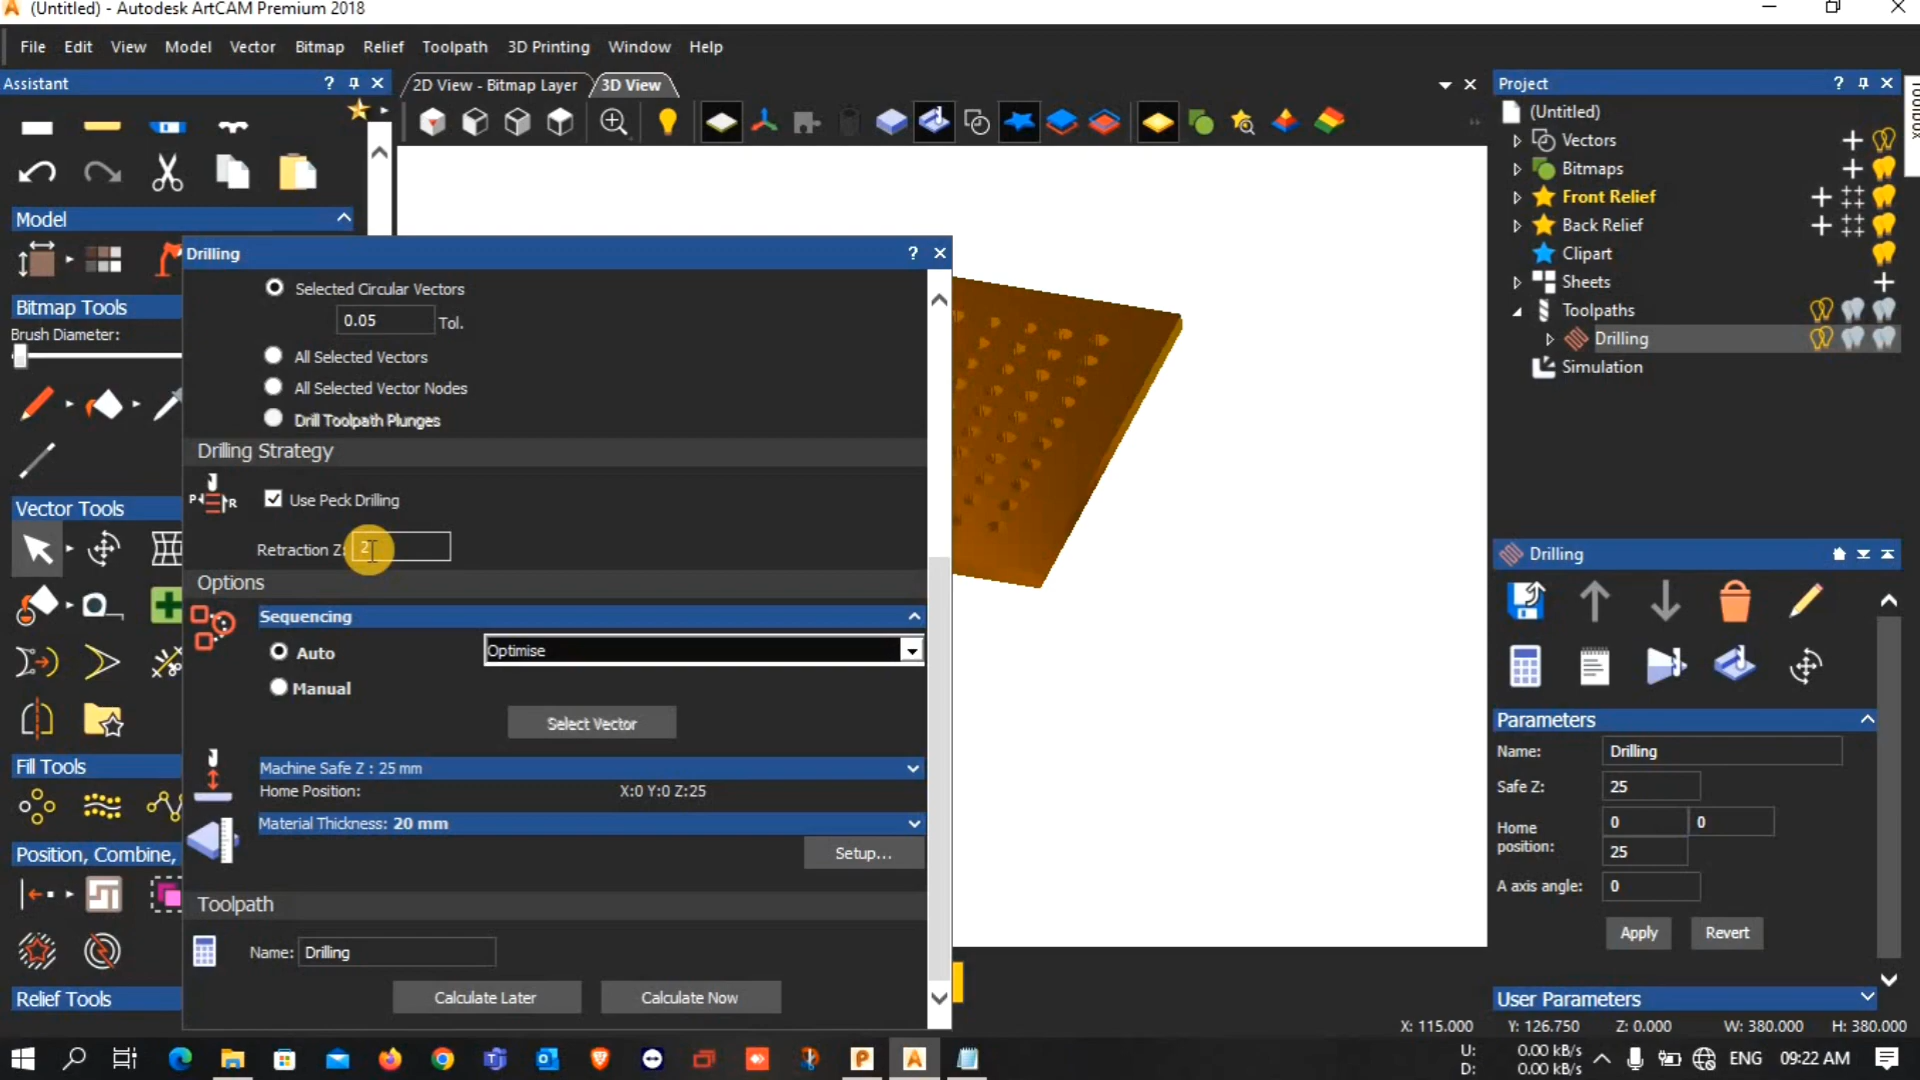 (Untitled) - Autodesk ArtCAM Premium 2018
File Edit View Model Vector Bitmap Relief Toolpath 3D Printing Window Help
Assistant ?
2D View - Bitmap Layer 3D View
Project ?
(Untitled)
Vectors
Bitmaps
Front Relief
Back Relief
Clipart
Sheets
Toolpaths
Drilling
Simulation
Toolbox
Model
Bitmap Tools
Brush Diameter:
Vector Tools
Fill Tools
Position, Combine,
Relief Tools
Drilling ?
Selected Circular Vectors
0.05 Tol.
All Selected Vectors
All Selected Vector Nodes
Drill Toolpath Plunges
Drilling Strategy
P R
Use Peck Drilling
Retraction Z: 2
Options
Sequencing
Auto Optimise
Manual
Select Vector
Machine Safe Z : 25 mm
Home Position: X:0 Y:0 Z:25
Material Thickness: 20 mm
Setup...
Toolpath
Name: Drilling
Calculate Later Calculate Now
Drilling
Parameters
Name: Drilling
Safe Z: 25
Home position: 0 0
25
A axis angle: 0
Apply Revert
User Parameters
X: 115.000 Y: 126.750 Z: 0.000 W: 380.000 H: 380.000
U: 0.00 kB/s
D: 0.00 kB/s
ENG 09:22 AM